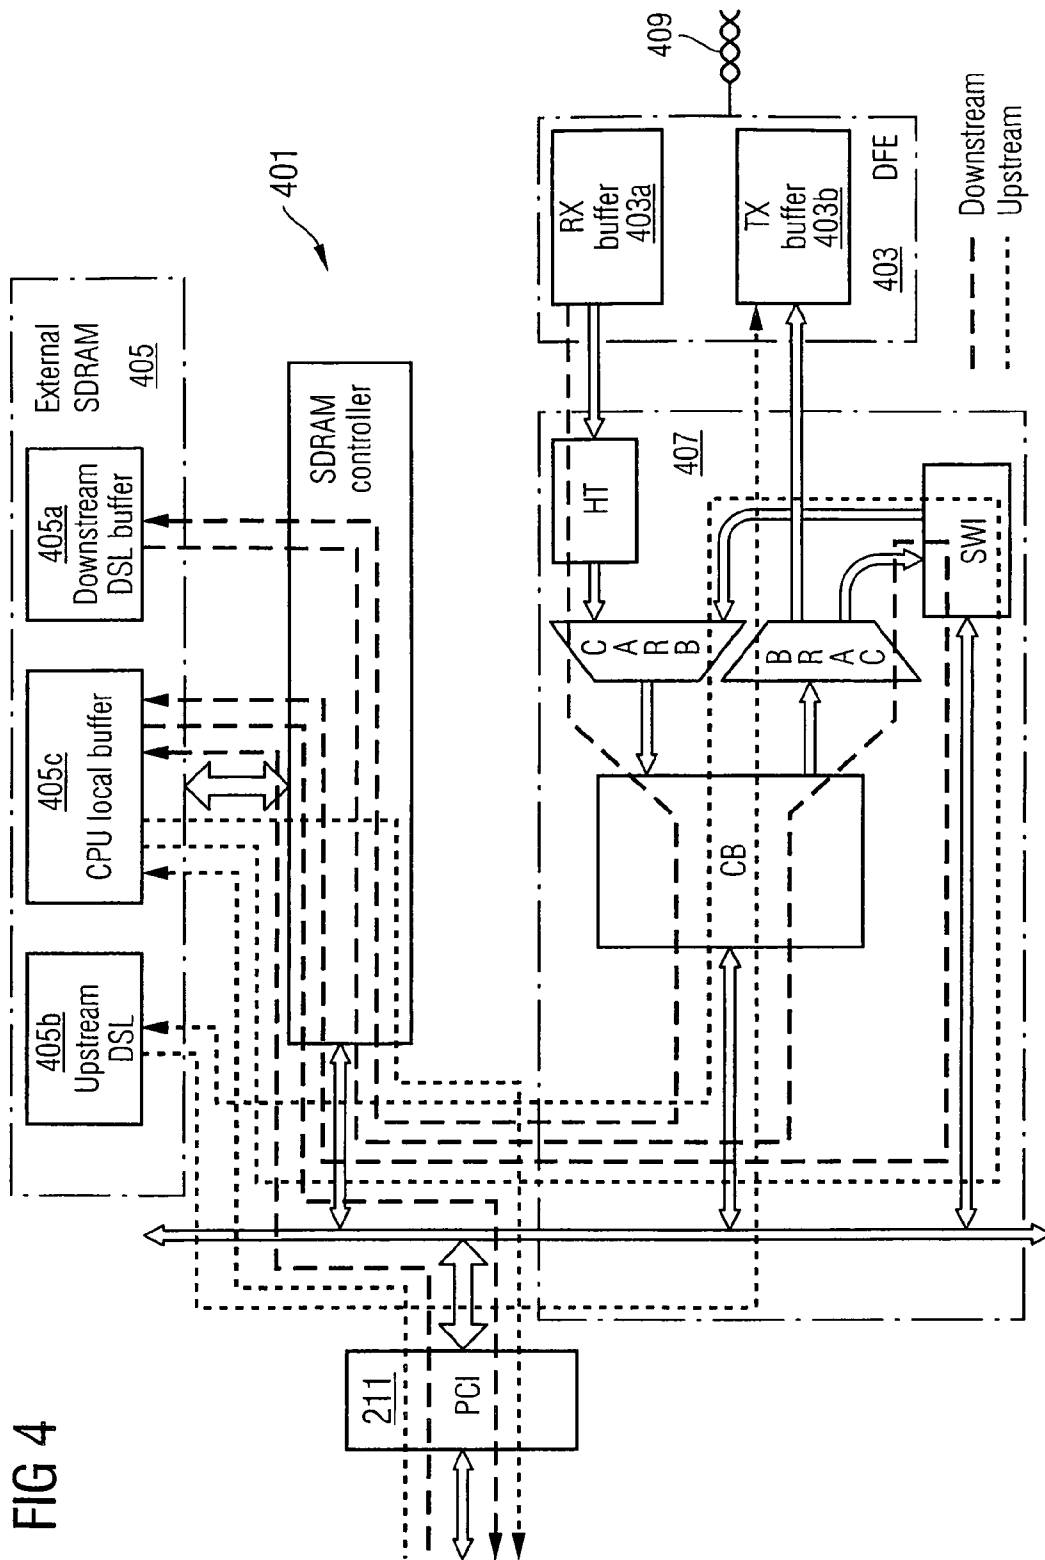 FIG 4
401
External
SDRAM
405
405a
Downstream
DSL buffer
405c
CPU local buffer
405b
Upstream
DSL
SDRAM
controller
409
RX
buffer
403a
TX
buffer
403b
DFE
403
407
HT
C A R B
B R A C
CB
SWI
211
PCI
Downstream
Upstream